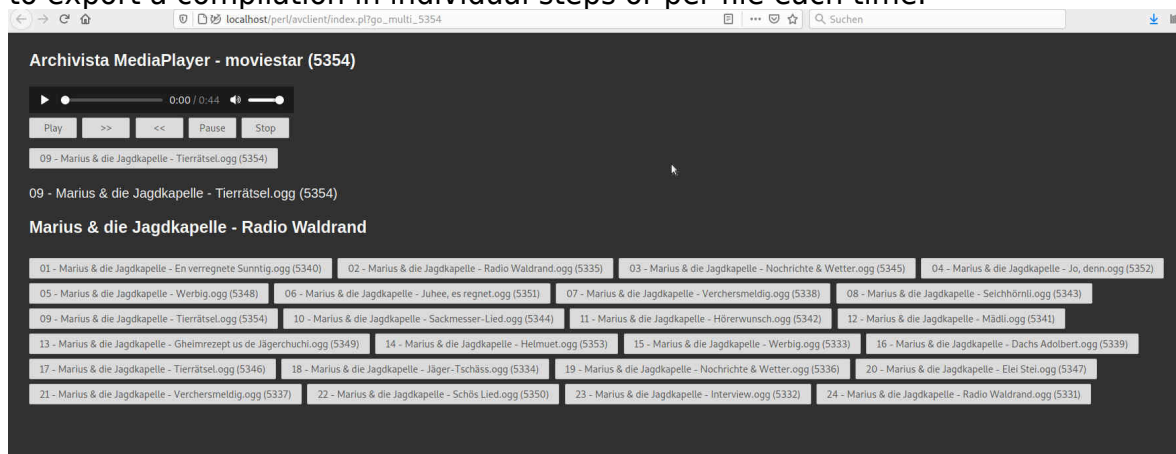 to export a compilation in individual steps or per file each time.
localhost/perl/avclient/index.pl?go_multi_5354
Suchen
Archivista MediaPlayer - moviestar (5354)
0:00 / 0:44
Play >> << Pause Stop
09 - Marius & die Jagdkapelle - Tierrätsel.ogg (5354)
09 - Marius & die Jagdkapelle - Tierrätsel.ogg (5354)
Marius & die Jagdkapelle - Radio Waldrand
01 - Marius & die Jagdkapelle - En verregnete Sunntig.ogg (5340) 02 - Marius & die Jagdkapelle - Radio Waldrand.ogg (5335) 03 - Marius & die Jagdkapelle - Nochrichte & Wetter.ogg (5345) 04 - Marius & die Jagdkapelle - Jo, denn.ogg (5352)
05 - Marius & die Jagdkapelle - Werbig.ogg (5348) 06 - Marius & die Jagdkapelle - Juhee, es regnet.ogg (5351) 07 - Marius & die Jagdkapelle - Verchersmeldig.ogg (5338) 08 - Marius & die Jagdkapelle - Seichhörnli.ogg (5343)
09 - Marius & die Jagdkapelle - Tierrätsel.ogg (5354) 10 - Marius & die Jagdkapelle - Sackmesser-Lied.ogg (5344) 11 - Marius & die Jagdkapelle - Hörerwunsch.ogg (5342) 12 - Marius & die Jagdkapelle - Mädli.ogg (5341)
13 - Marius & die Jagdkapelle - Gheimrezept us de Jägerchuchi.ogg (5349) 14 - Marius & die Jagdkapelle - Helmuet.ogg (5353) 15 - Marius & die Jagdkapelle - Werbig.ogg (5333) 16 - Marius & die Jagdkapelle - Dachs Adolbert.ogg (5339)
17 - Marius & die Jagdkapelle - Tierrätsel.ogg (5346) 18 - Marius & die Jagdkapelle - Jäger-Tschäss.ogg (5334) 19 - Marius & die Jagdkapelle - Nochrichte & Wetter.ogg (5336) 20 - Marius & die Jagdkapelle - Elei Stei.ogg (5347)
21 - Marius & die Jagdkapelle - Verchersmeldig.ogg (5337) 22 - Marius & die Jagdkapelle - Schös Lied.ogg (5350) 23 - Marius & die Jagdkapelle - Interview.ogg (5332) 24 - Marius & die Jagdkapelle - Radio Waldrand.ogg (5331)